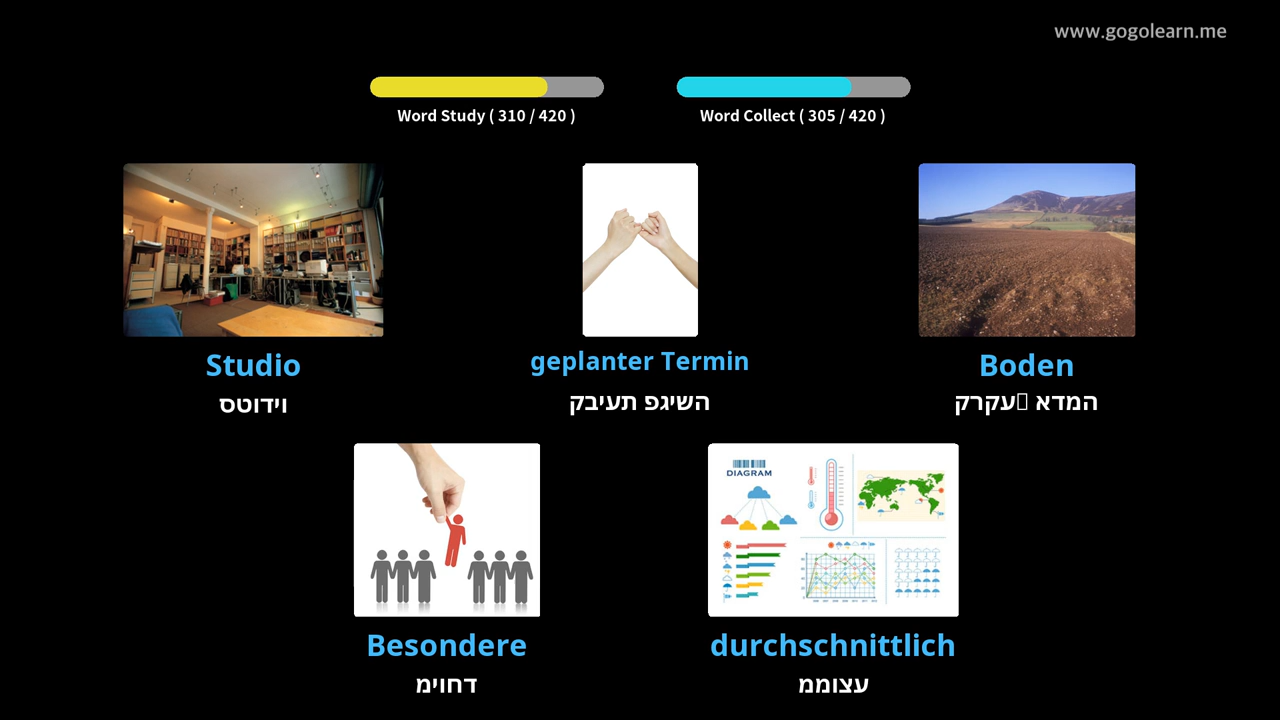 www.gogolearn.me
Word Study ( 310 / 420 )
Word Collect ( 305 / 420 )
Studio
וידוטס
geplanter Termin
השיגפ תעיבק
Boden
המדא עקרק
Besondere
דחוימ
durchschnittlich
עצוממ
DIAGRAM